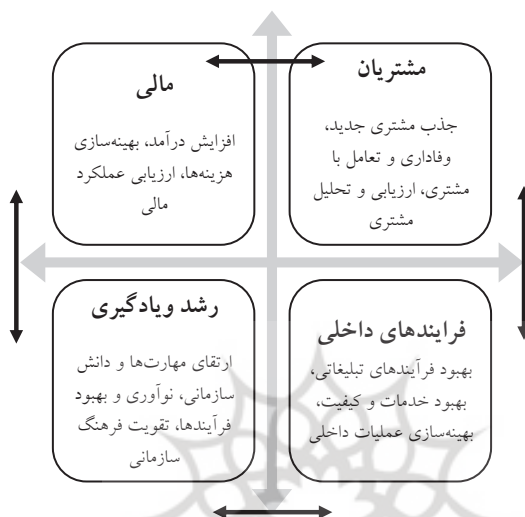 مشتریان
جذب مشتری جدید،
وفاداری و تعامل با
مشتری، ارزیابی و تحلیل
مشتری
مالی
افزایش درآمد، بهینه‌سازی
هزینه‌ها، ارزیابی عملکرد
مالی
فرایندهای داخلی
بهبود فرآیندهای تبلیغاتی،
بهبود خدمات و کیفیت،
بهینه‌سازی عملیات داخلی
رشد ویادگیری
ارتقای مهارت‌ها و دانش
سازمانی، نوآوری و بهبود
فرآیندها، تقویت فرهنگ
سازمانی